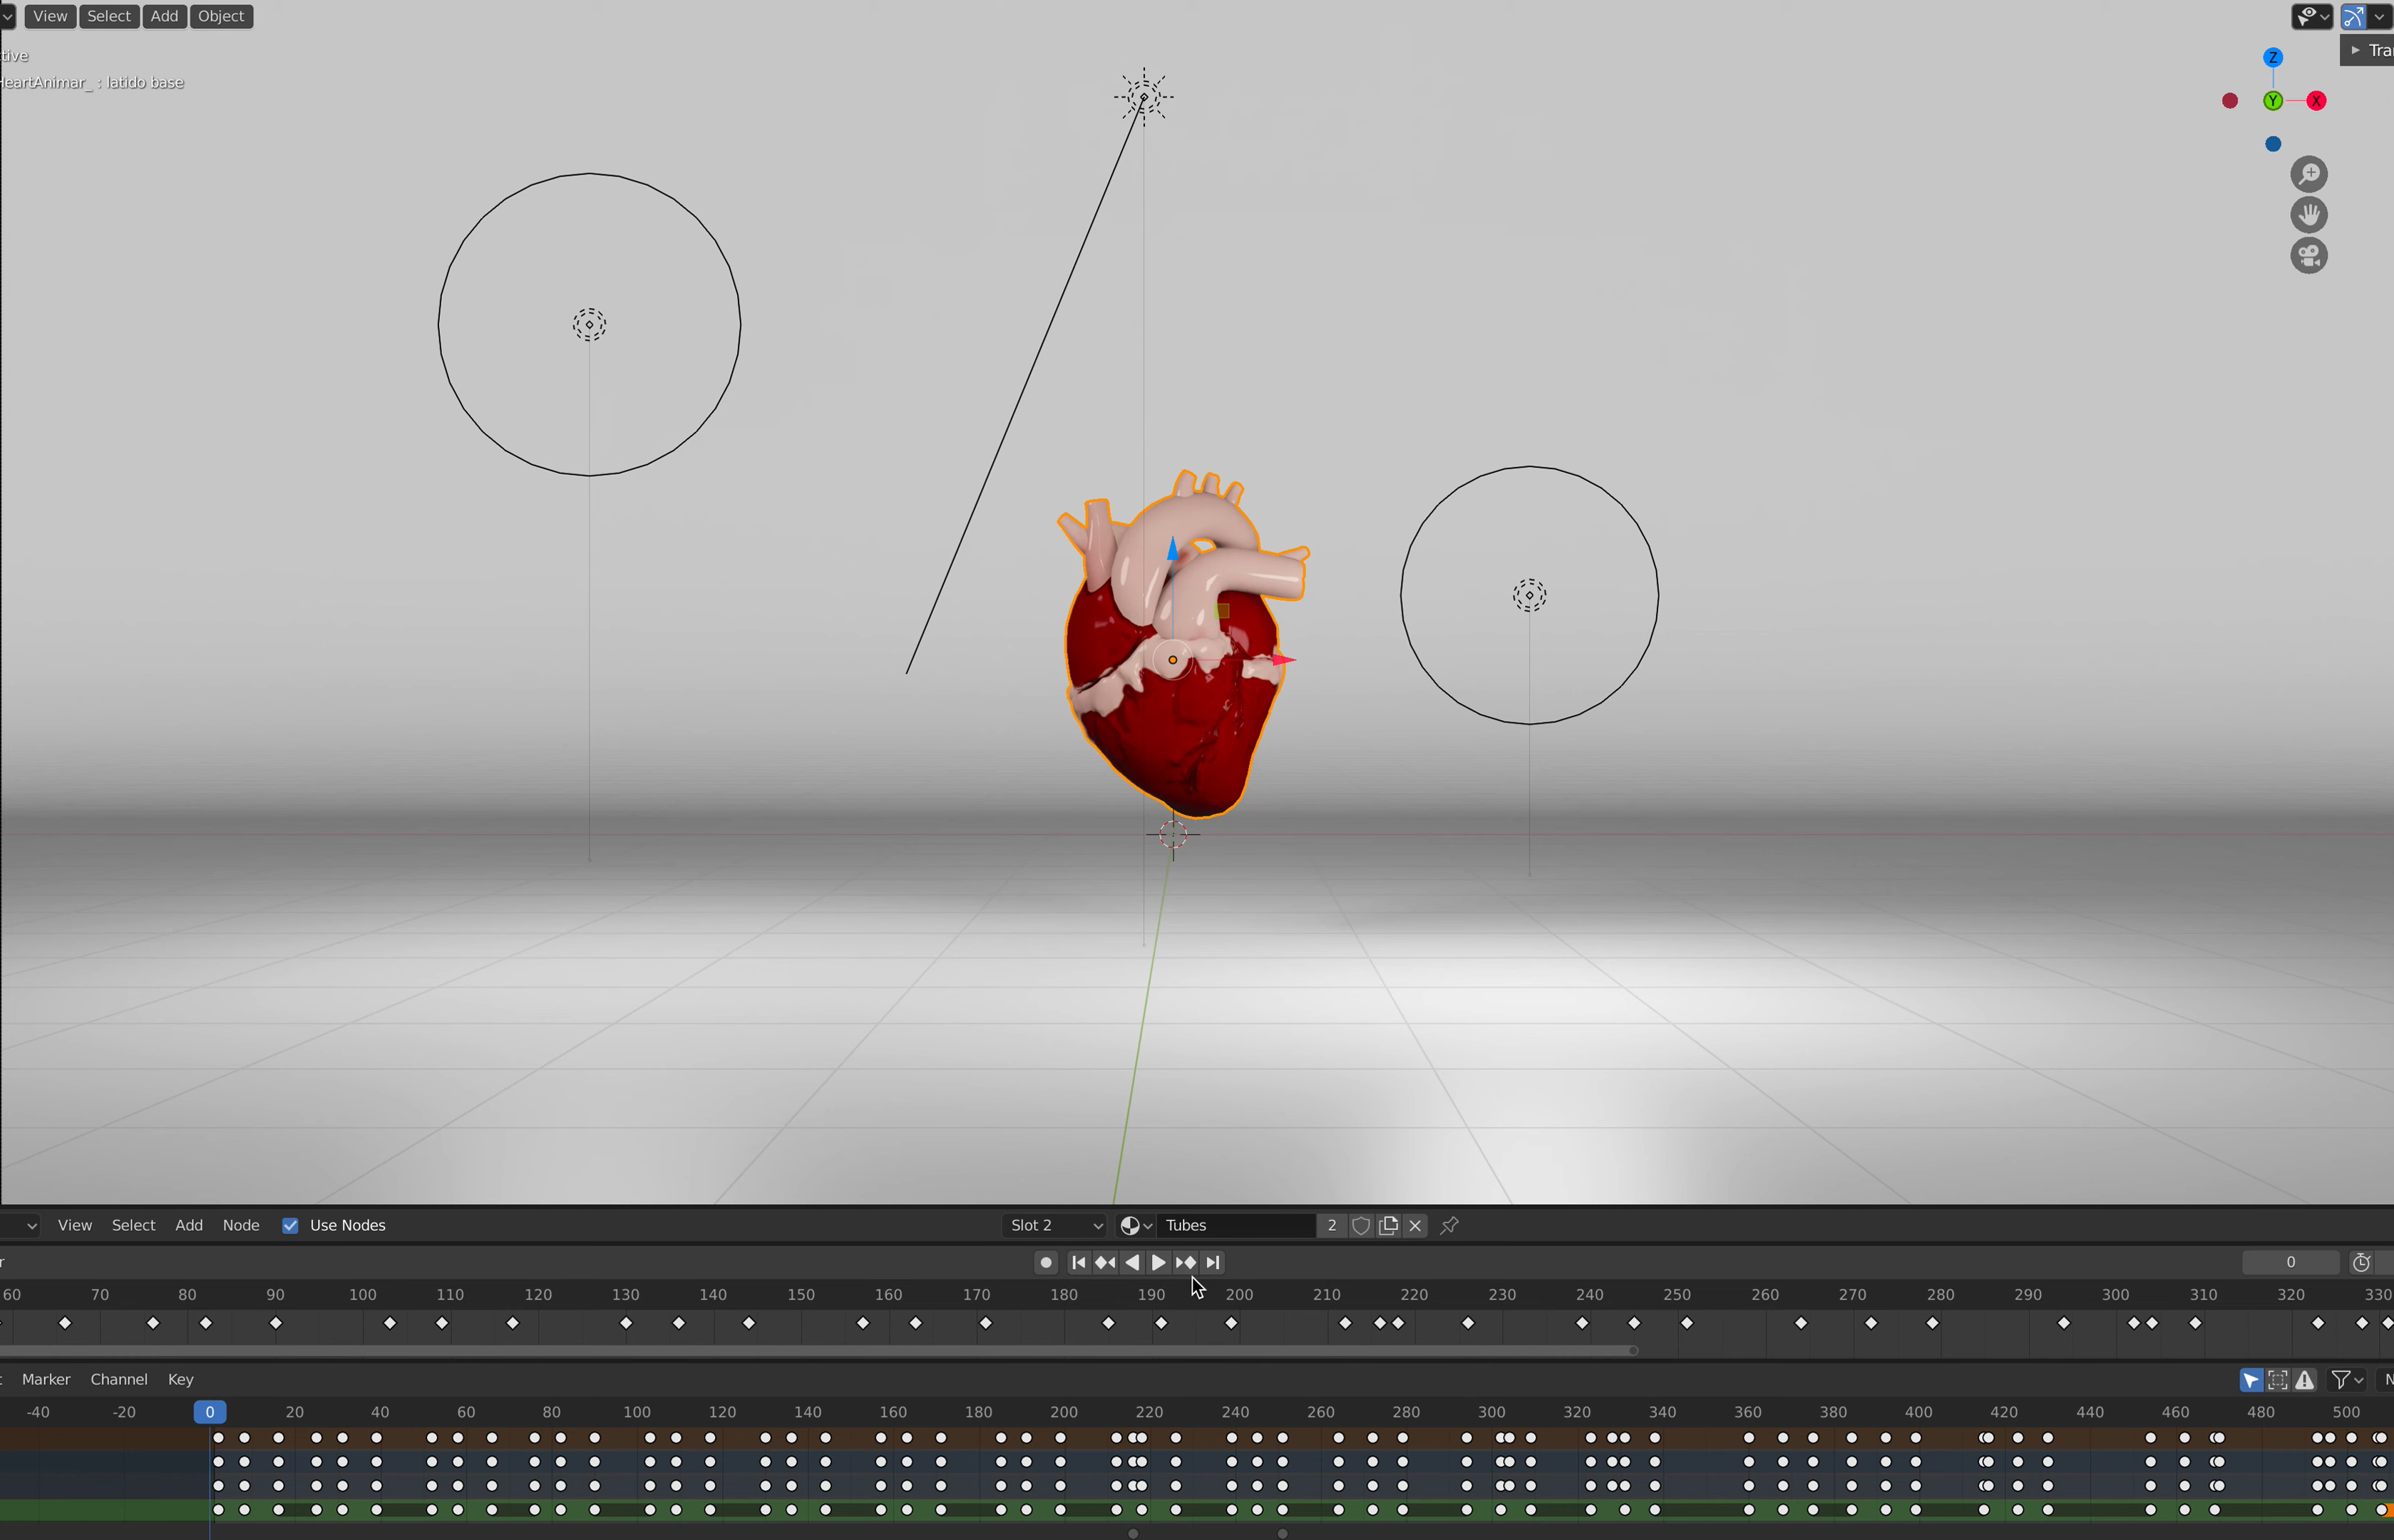 View Select Add Object
tive
HeartAnimar_ : latido base
Z
Y
X
Tra
View Select Add Node Use Nodes Slot 2 Tubes 2
r 0
60 70 80 90 100 110 120 130 140 150 160 170 180 190 200 210 220 230 240 250 260 270 280 290 300 310 320 330
Marker Channel Key N
-40 -20 0 20 40 60 80 100 120 140 160 180 200 220 240 260 280 300 320 340 360 380 400 420 440 460 480 500